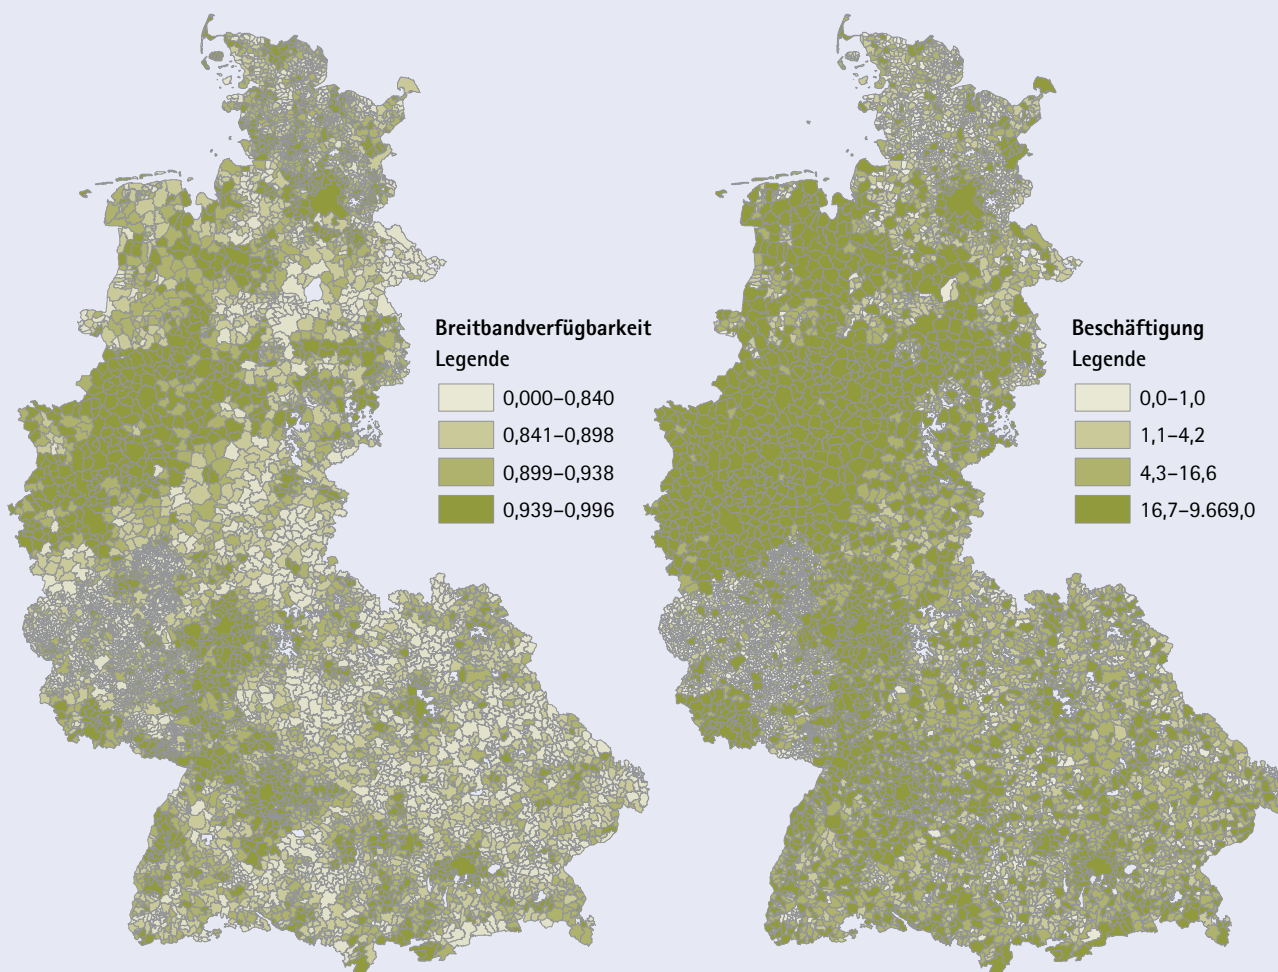 Breitbandverfügbarkeit
Legende
0,000–0,840
0,841–0,898
0,899–0,938
0,939–0,996
Beschäftigung
Legende
0,0–1,0
1,1–4,2
4,3–16,6
16,7–9.669,0